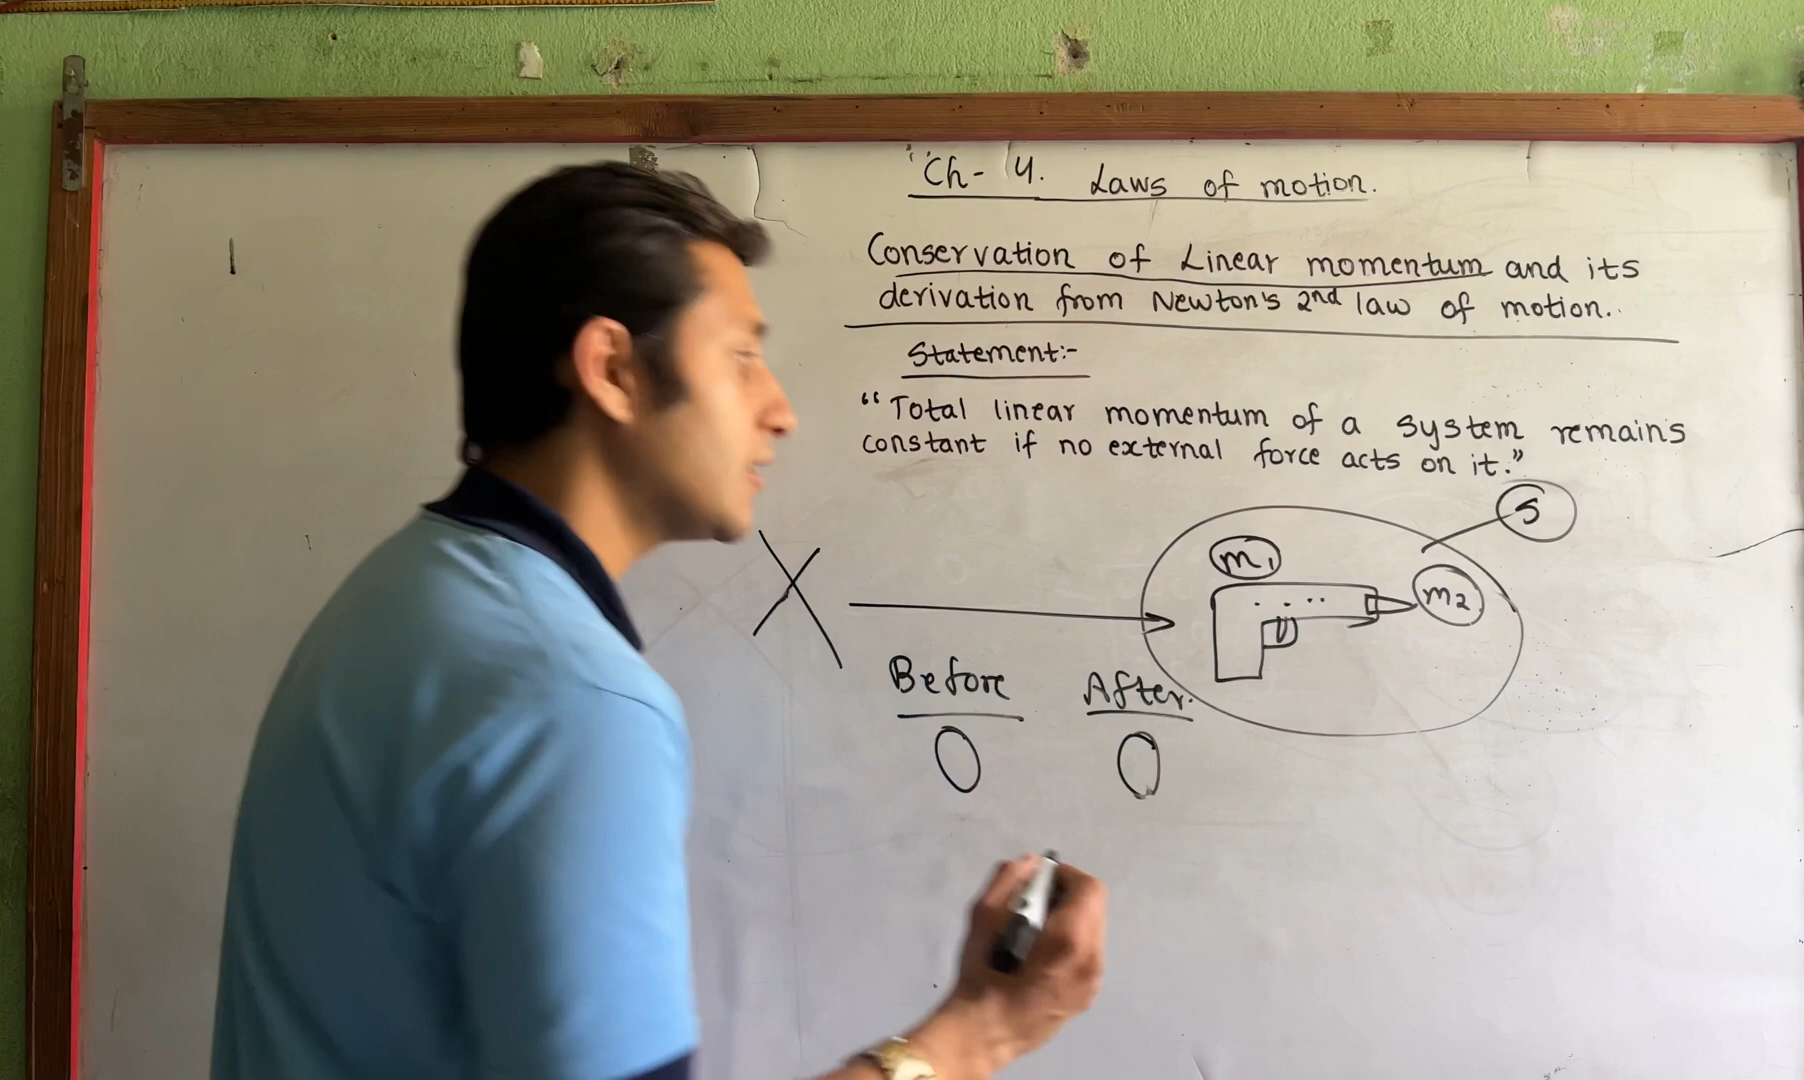 "Ch- 4. Laws of motion.
Conservation of Linear momentum and its
derivation from Newton's 2nd law of motion..
Statement:-
"Total linear momentum of a system remains
constant if no external force acts on it."
S
m1
m2
Before After.
0 0